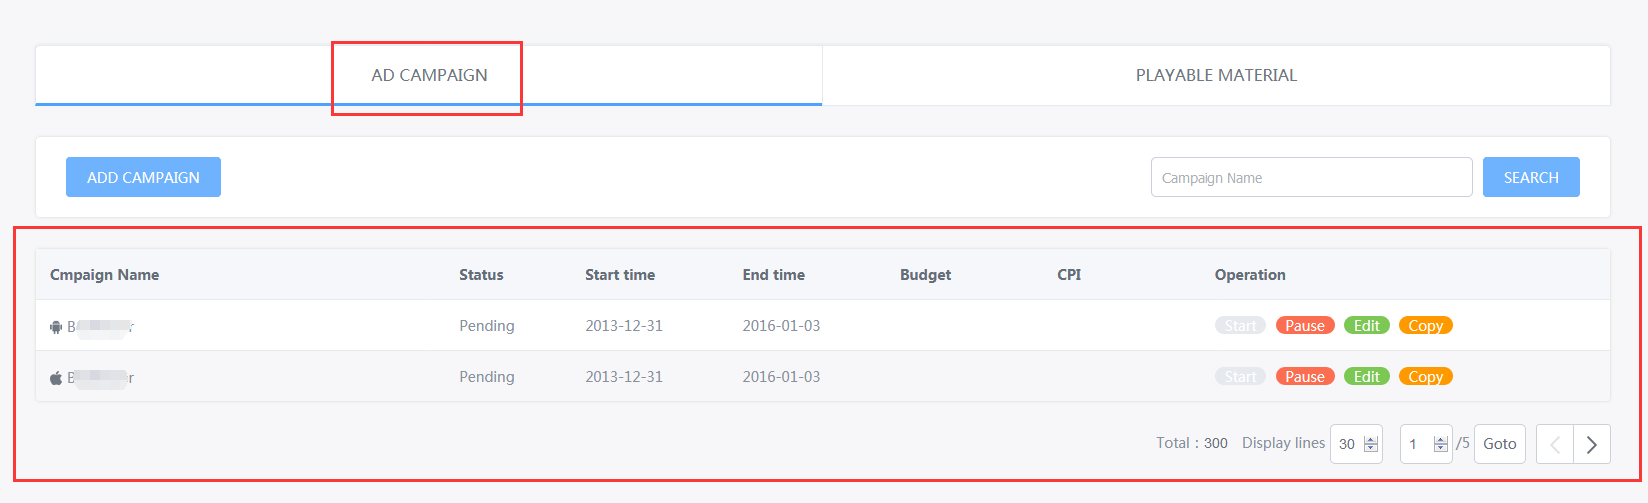 AD CAMPAIGN PLAYABLE MATERIAL
ADD CAMPAIGN Campaign Name SEARCH
Cmpaign Name Status Start time End time Budget CPI Operation
Pending 2013-12-31 2016-01-03 Start Pause Edit Copy
Pending 2013-12-31 2016-01-03 Start Pause Edit Copy
Total : 300 Display lines 30 1 /5 Goto